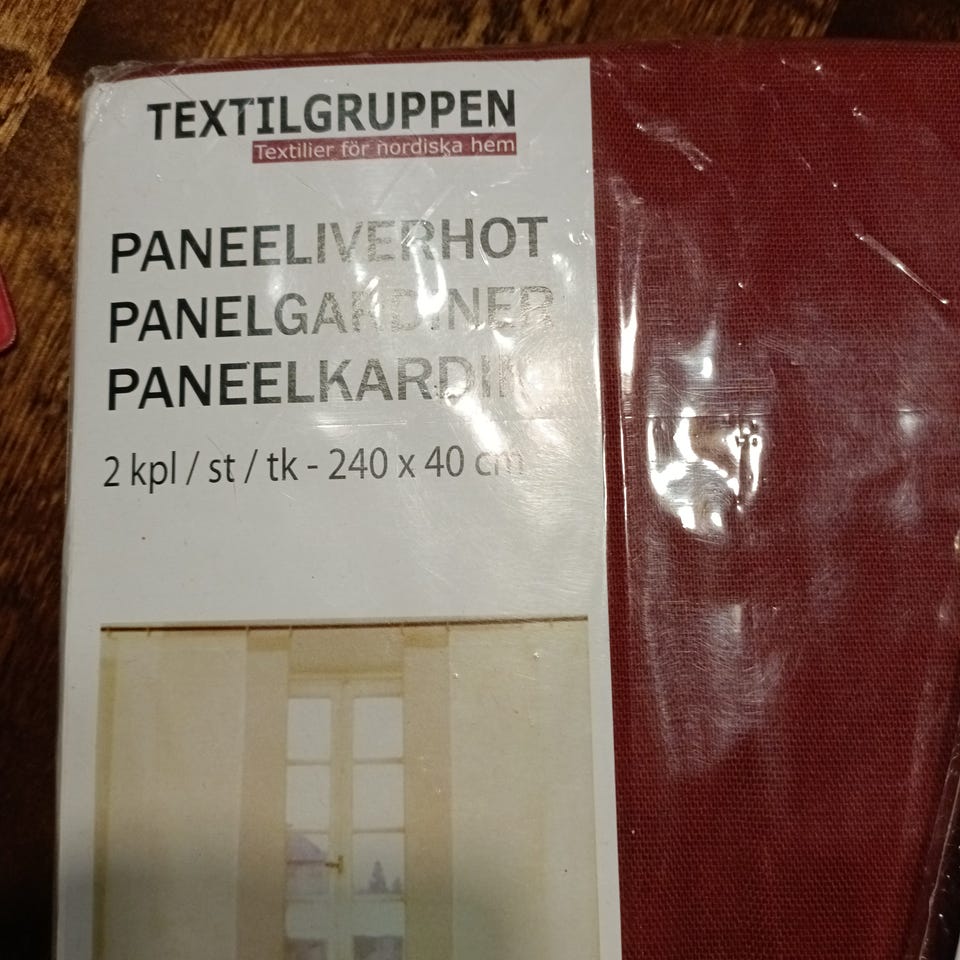 TEXTILGRUPPEN
Textilier för nordiska hem
PANEELIVERHOT
PANELGARDINER
2 kpl / st / tk - 240 x 40 cm